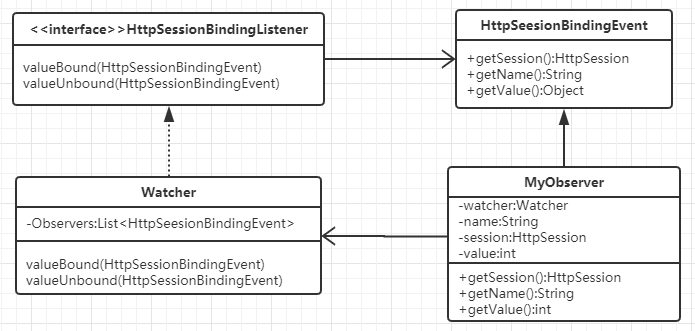 <<interface>>HttpSessionBindingListener
valueBound(HttpSessionBindingEvent)
valueUnbound(HttpSessionBindingEvent)
HttpSeesionBindingEvent
+getSession():HttpSession
+getName():String
+getValue():Object
Watcher
-Observers:List<HttpSeesionBindingEvent>
valueBound(HttpSessionBindingEvent)
valueUnbound(HttpSessionBindingEvent)
MyObserver
-watcher:Watcher
-name:String
-session:HttpSession
-value:int
+getSession():HttpSession
+getName():String
+getValue():int